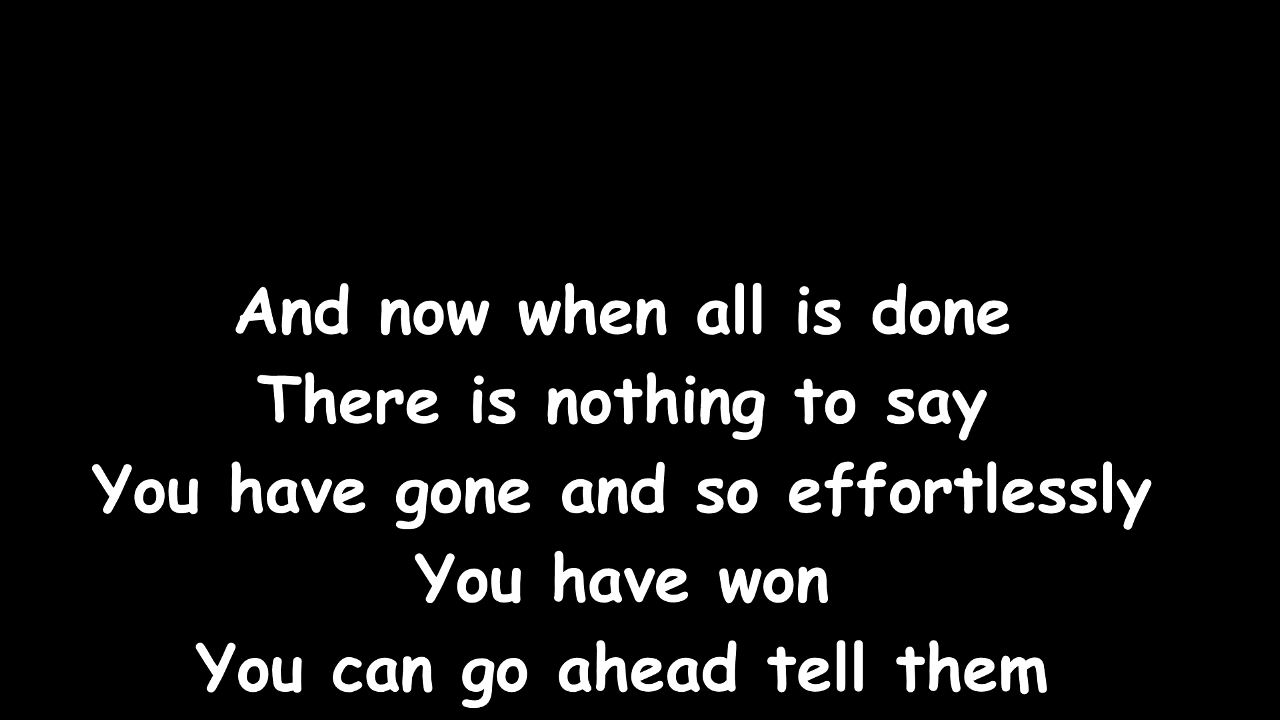 And now when all is done
There is nothing to say
You have gone and so effortlessly
You have won
You can go ahead tell them